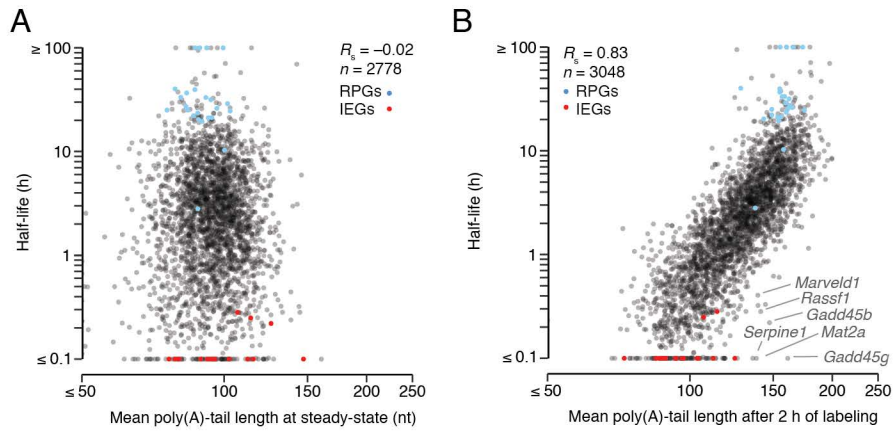 A
≥ 100
10
1
≤ 0.1
Half-life (h)
Rs = –0.02
n = 2778
RPGs
IEGs
≤ 50
100
150
200
250
Mean poly(A)-tail length at steady-state (nt)
B
≥ 100
10
1
≤ 0.1
Half-life (h)
Rs = 0.83
n = 3048
RPGs
IEGs
Marveld1
Rassf1
Gadd45b
Serpine1
Mat2a
Gadd45g
≤ 50
100
150
200
250
Mean poly(A)-tail length after 2 h of labeling